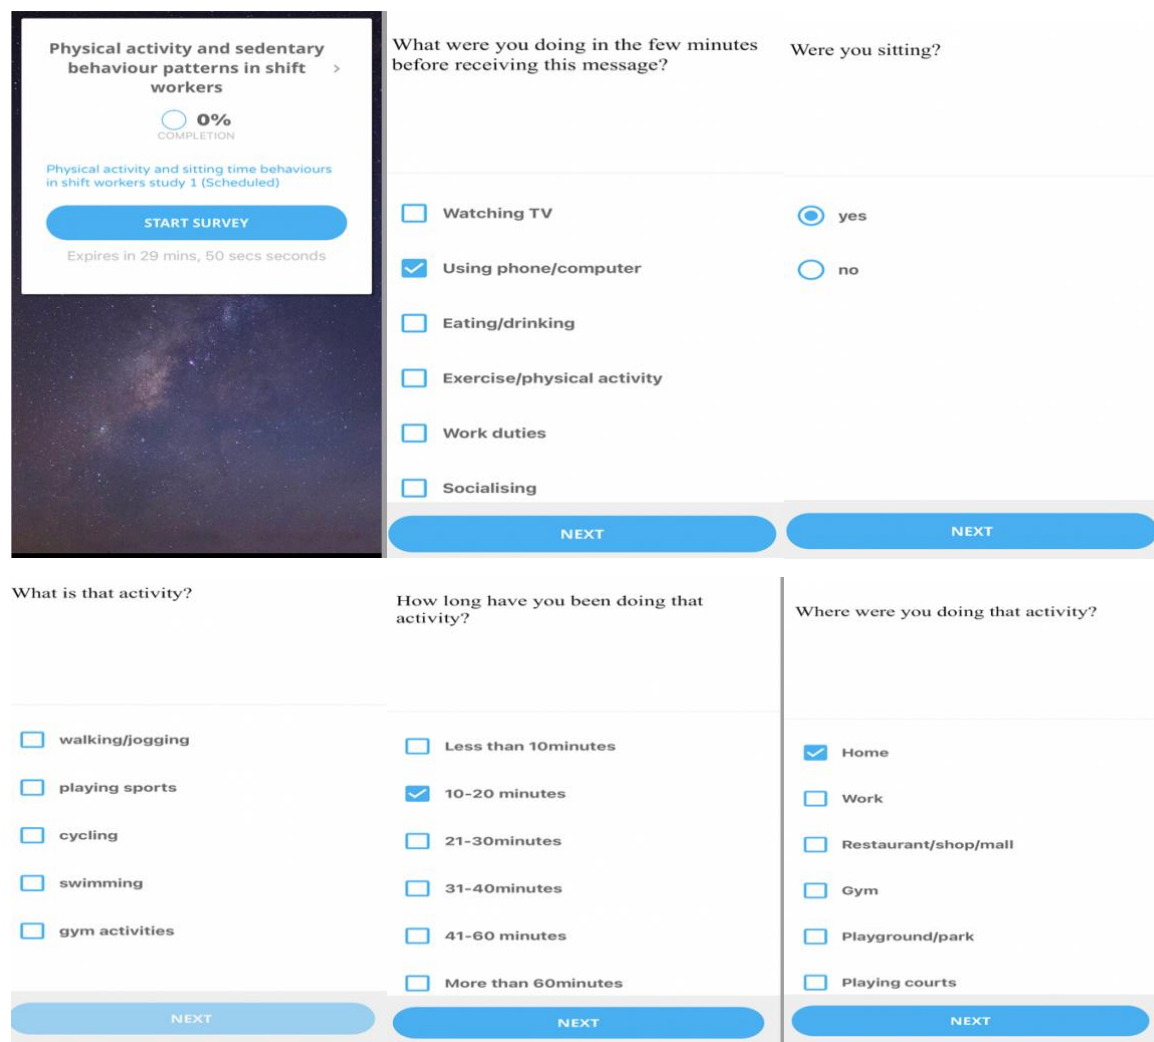 Physical activity and sedentary
behaviour patterns in shift
workers
>
0%
COMPLETION
Physical activity and sitting time behaviours
in shift workers study 1 (Scheduled)
START SURVEY
Expires in 29 mins, 50 secs seconds
What were you doing in the few minutes
before receiving this message?
Watching TV
Using phone/computer
Eating/drinking
Exercise/physical activity
Work duties
Socialising
NEXT
Were you sitting?
yes
no
NEXT
What is that activity?
walking/jogging
playing sports
cycling
swimming
gym activities
NEXT
How long have you been doing that
activity?
Less than 10minutes
10-20 minutes
21-30minutes
31-40minutes
41-60 minutes
More than 60minutes
NEXT
Where were you doing that activity?
Home
Work
Restaurant/shop/mall
Gym
Playground/park
Playing courts
NEXT